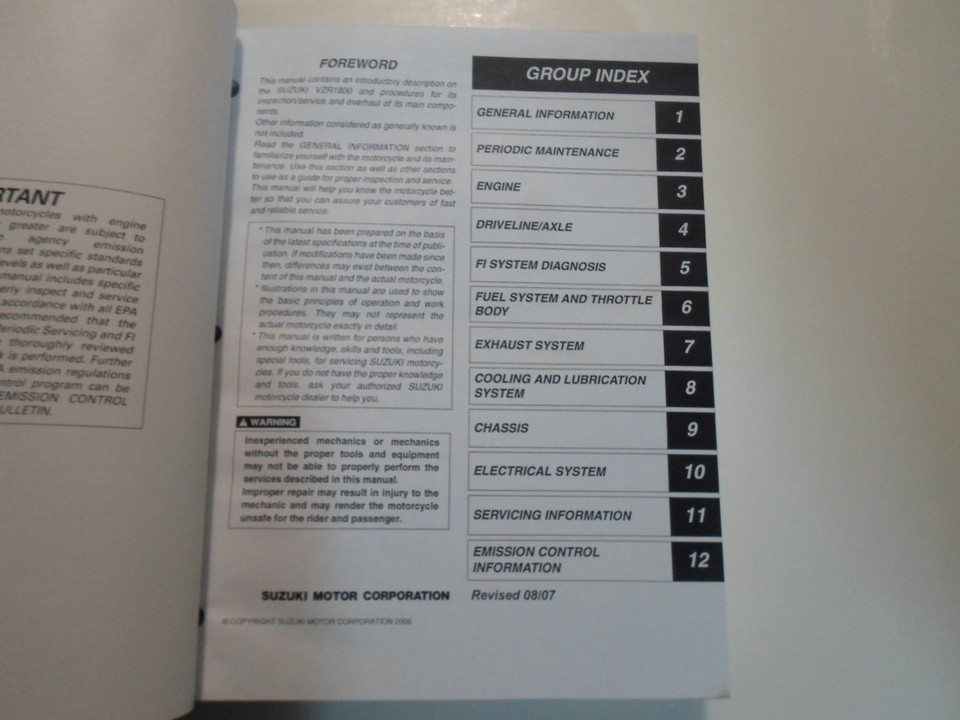 RTANT
motorcycles with engine
greater are subject to
agency emission
ns set specific standards
levels as well as particular
manual includes specific
erly inspect and service
accordance with all EPA
ecommended that the
Periodic Servicing and FI
thoroughly reviewed
k is performed. Further
A emission regulations
ntrol program can be
EMISSION CONTROL
ULLETIN.
FOREWORD
This manual contains an introductory description on
the SUZUKI VZR1800 and procedures for its
inspection/service and overhaul of its main compo-
nents.
Other information considered as generally known is
not included.
Read the GENERAL INFORMATION section to
familiarize yourself with the motorcycle and its main-
tenance. Use this section as well as other sections
to use as a guide for proper inspection and service.
This manual will help you know the motorcycle bet-
ter so that you can assure your customers of fast
and reliable service.
* This manual has been prepared on the basis
of the latest specifications at the time of publi-
cation. If modifications have been made since
then, differences may exist between the con-
tent of this manual and the actual motorcycle.
* Illustrations in this manual are used to show
the basic principles of operation and work
procedures. They may not represent the
actual motorcycle exactly in detail.
* This manual is written for persons who have
enough knowledge, skills and tools, including
special tools, for servicing SUZUKI motorcy-
cles. If you do not have the proper knowledge
and tools, ask your authorized SUZUKI
motorcycle dealer to help you.
WARNING
Inexperienced mechanics or mechanics
without the proper tools and equipment
may not be able to properly perform the
services described in this manual.
Improper repair may result in injury to the
mechanic and may render the motorcycle
unsafe for the rider and passenger.
SUZUKI MOTOR CORPORATION
© COPYRIGHT SUZUKI MOTOR CORPORATION 2005
GROUP INDEX
GENERAL INFORMATION 1
PERIODIC MAINTENANCE 2
ENGINE 3
DRIVELINE/AXLE 4
FI SYSTEM DIAGNOSIS 5
FUEL SYSTEM AND THROTTLE
BODY 6
EXHAUST SYSTEM 7
COOLING AND LUBRICATION
SYSTEM 8
CHASSIS 9
ELECTRICAL SYSTEM 10
SERVICING INFORMATION 11
EMISSION CONTROL
INFORMATION 12
Revised 08/07